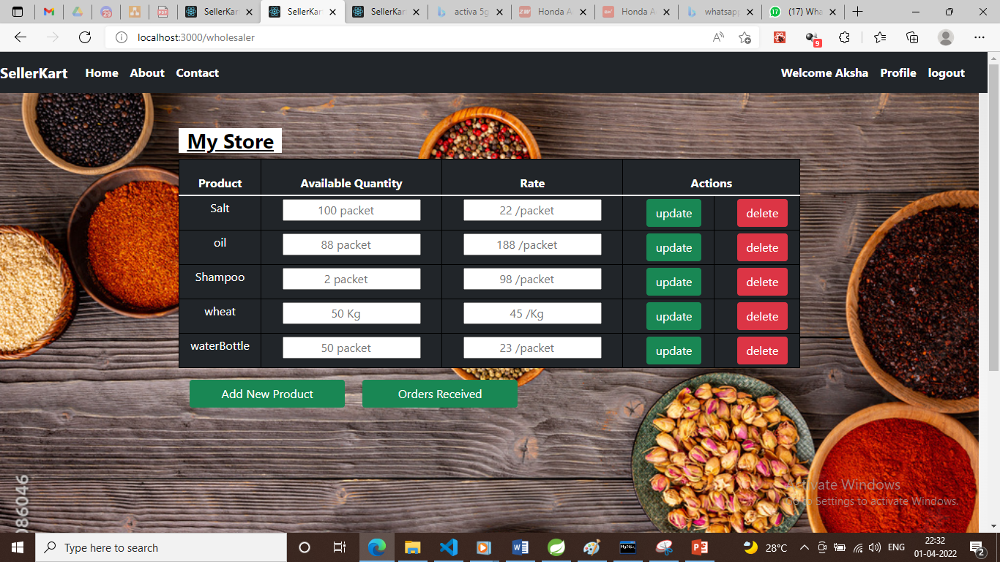 29
SellerKar
SellerKar
SellerKar
activa 5g
Honda A
Honda A
whatsapp
(17) Wha
localhost:3000/wholesaler
9
SellerKart Home About Contact Welcome Aksha Profile logout
My Store
Product Available Quantity Rate Actions
Salt 100 packet 22 /packet update delete
oil 88 packet 188 /packet update delete
Shampoo 2 packet 98 /packet update delete
wheat 50 Kg 45 /Kg update delete
waterBottle 50 packet 23 /packet update delete
Add New Product Orders Received
Activate Windows
Go to Settings to activate Windows.
Type here to search
28°C
ENG
22:32
01-04-2022
2